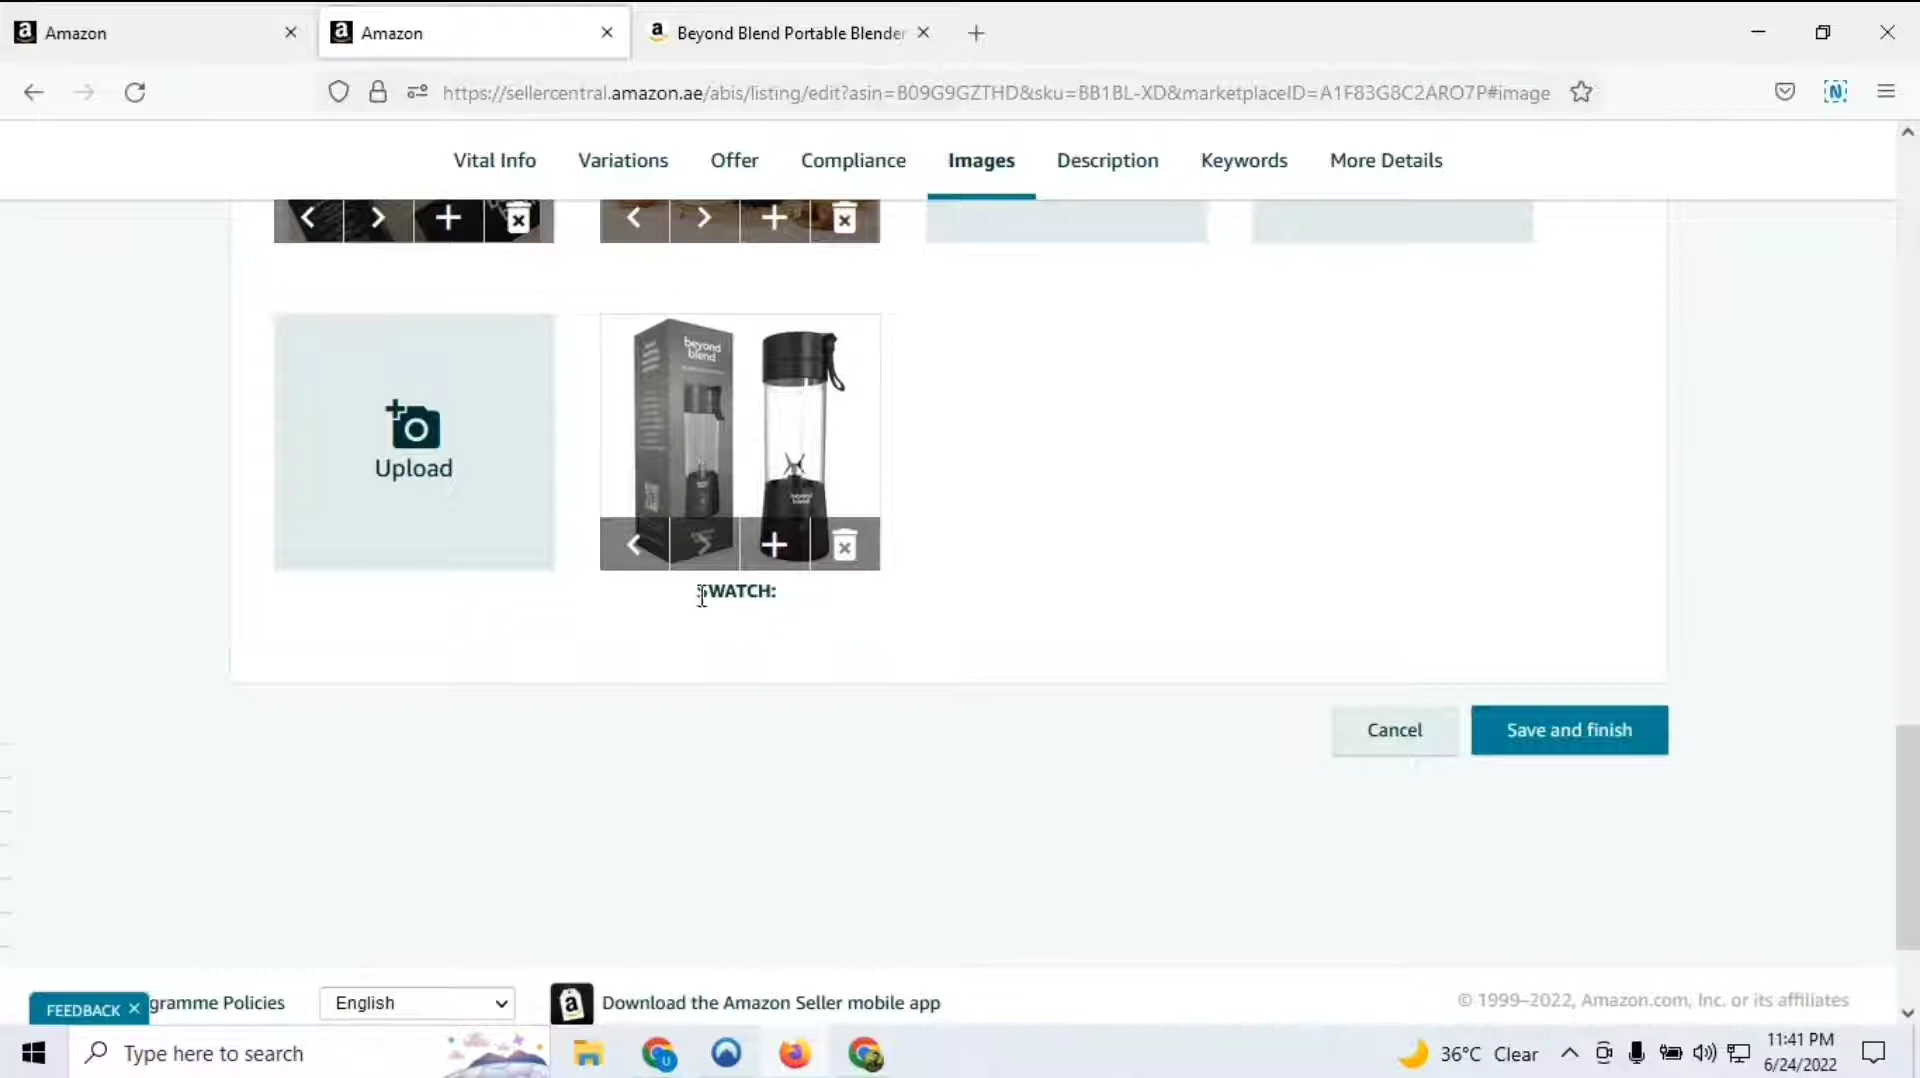 Amazon
Amazon
Beyond Blend Portable Blender
https://sellercentral.amazon.ae/abis/listing/edit?asin=B09G9GZTHD&sku=BB1BL-XD&marketplaceID=A1F83G8C2ARO7P#image
Vital Info
Variations
Offer
Compliance
Images
Description
Keywords
More Details
Upload
beyond
blend
beyond
blend
SWATCH:
Cancel
Save and finish
FEEDBACK
gramme Policies
English
Download the Amazon Seller mobile app
© 1999–2022, Amazon.com, Inc. or its affiliates
Type here to search
36°C Clear
11:41 PM
6/24/2022